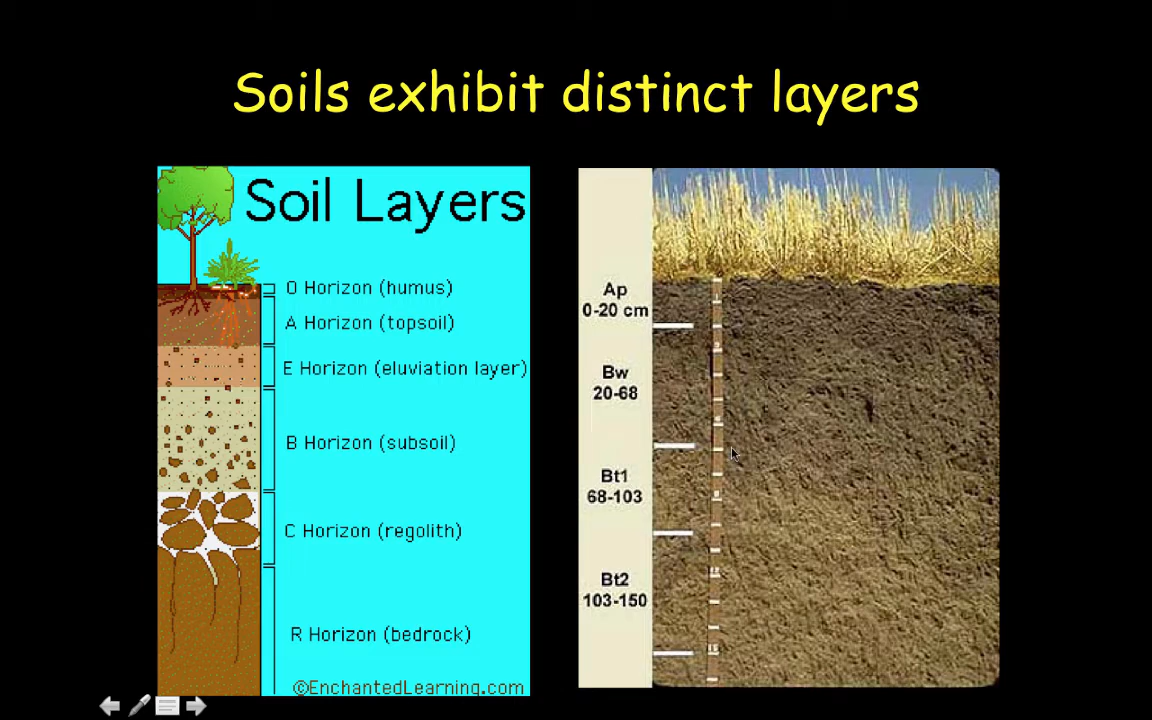 Soils exhibit distinct layers
Soil Layers
O Horizon (humus)
A Horizon (topsoil)
E Horizon (eluviation layer)
B Horizon (subsoil)
C Horizon (regolith)
R Horizon (bedrock)
©EnchantedLearning.com
Ap
0-20 cm
Bw
20-68
Bt1
68-103
Bt2
103-150